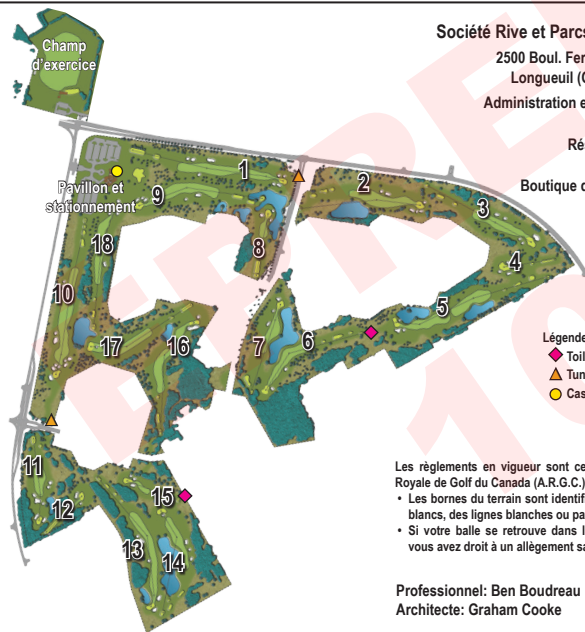 Champ
d'exercice
Société Rive et Parcs
2500 Boul. Fer
Longueuil (
Administration e
Ré
Boutique
Pavillon et
stationnement
1
2
3
4
5
6
7
8
9
10
11
12
13
14
15
16
17
18
Légende
Toil
Tun
Cas
Les règlements en vigueur sont ce
Royale de Golf du Canada (A.R.G.C.)
• Les bornes du terrain sont identifi
blancs, des lignes blanches ou pa
• Si votre balle se retrouve dans l
vous avez droit à un allègement sa
Professionnel: Ben Boudreau
Architecte: Graham Cooke